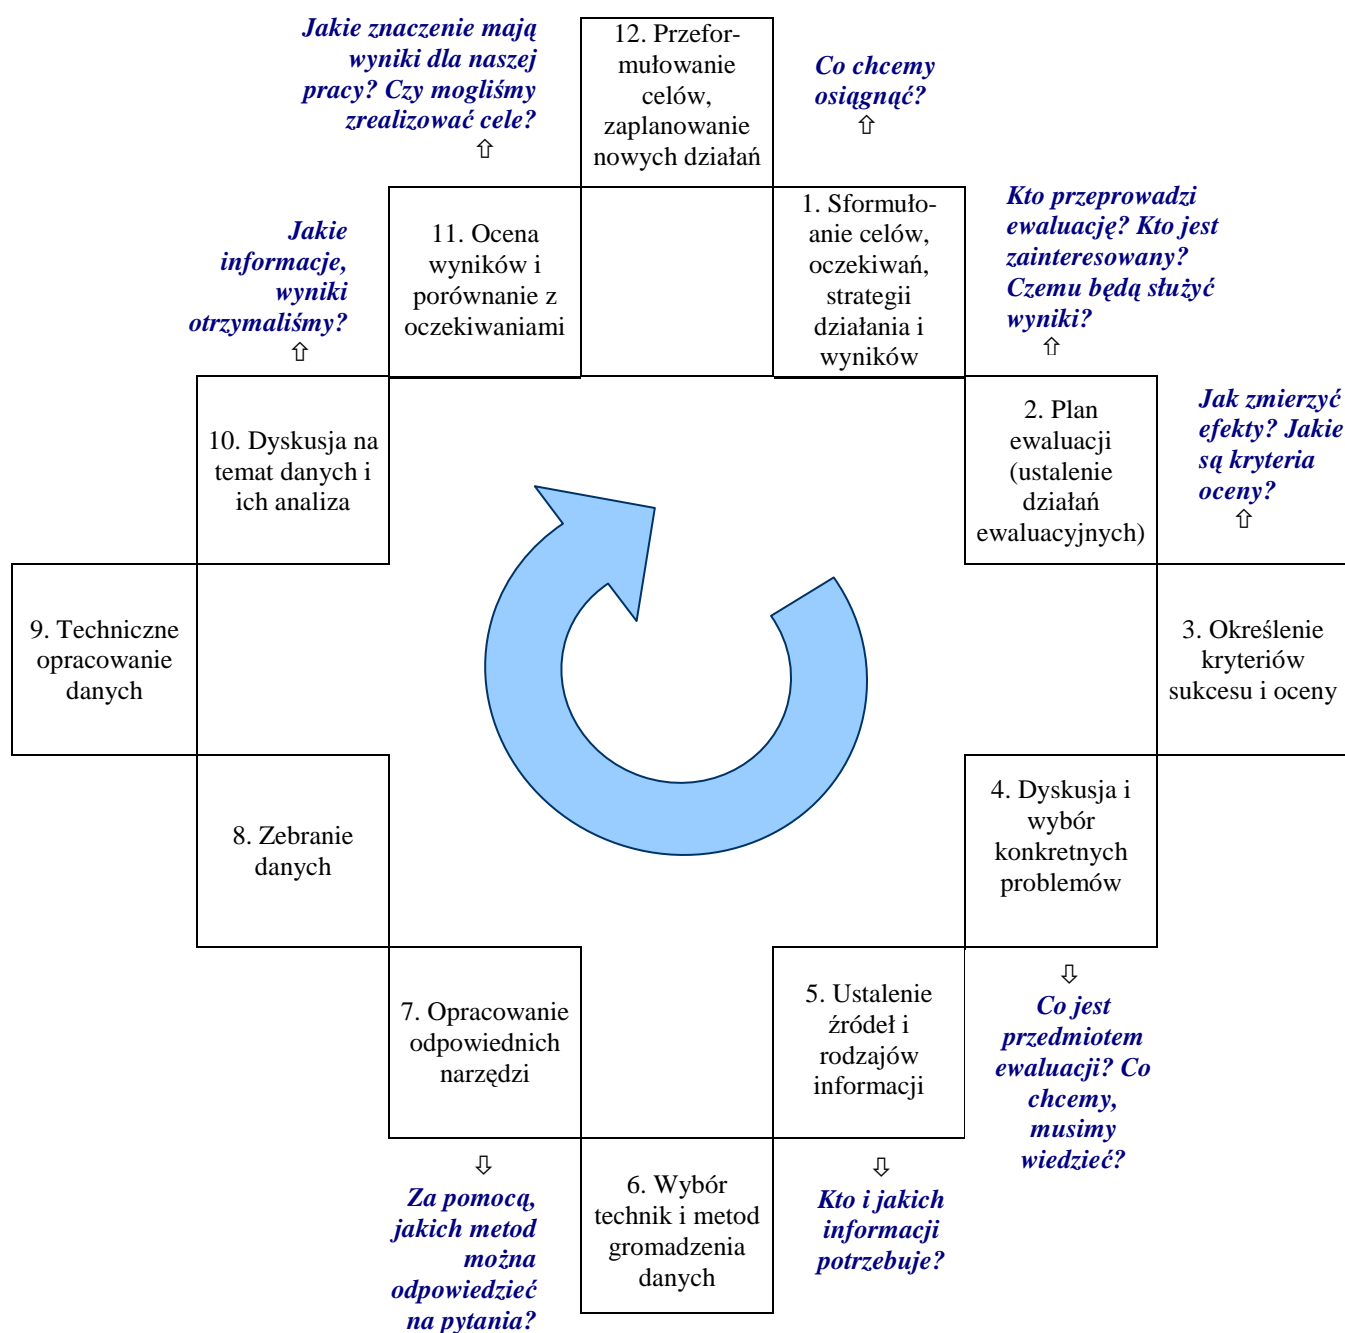 Jakie znaczenie mają
wyniki dla naszej
pracy? Czy mogliśmy
zrealizować cele?
⇧
12. Przefor-
mułowanie
celów,
zaplanowanie
nowych działań
Co chcemy
osiągnąć?
⇧
Jakie
informacje,
wyniki
otrzymaliśmy?
⇧
11. Ocena
wyników i
porównanie z
oczekiwaniami
1. Sformuło-
anie celów,
oczekiwań,
strategii
działania i
wyników
Kto przeprowadzi
ewaluację? Kto jest
zainteresowany?
Czemu będą służyć
wyniki?
⇧
10. Dyskusja na
temat danych i
ich analiza
2. Plan
ewaluacji
(ustalenie
działań
ewaluacyjnych)
Jak zmierzyć
efekty? Jakie
są kryteria
oceny?
⇧
9. Techniczne
opracowanie
danych
3. Określenie
kryteriów
sukcesu i oceny
8. Zebranie
danych
4. Dyskusja i
wybór
konkretnych
problemów
7. Opracowanie
odpowiednich
narzędzi
5. Ustalenie
źródeł i
rodzajów
informacji
⇩
Co jest
przedmiotem
ewaluacji? Co
chcemy,
musimy
wiedzieć?
⇩
Za pomocą,
jakich metod
można
odpowiedzieć
na pytania?
6. Wybór
technik i metod
gromadzenia
danych
⇩
Kto i jakich
informacji
potrzebuje?